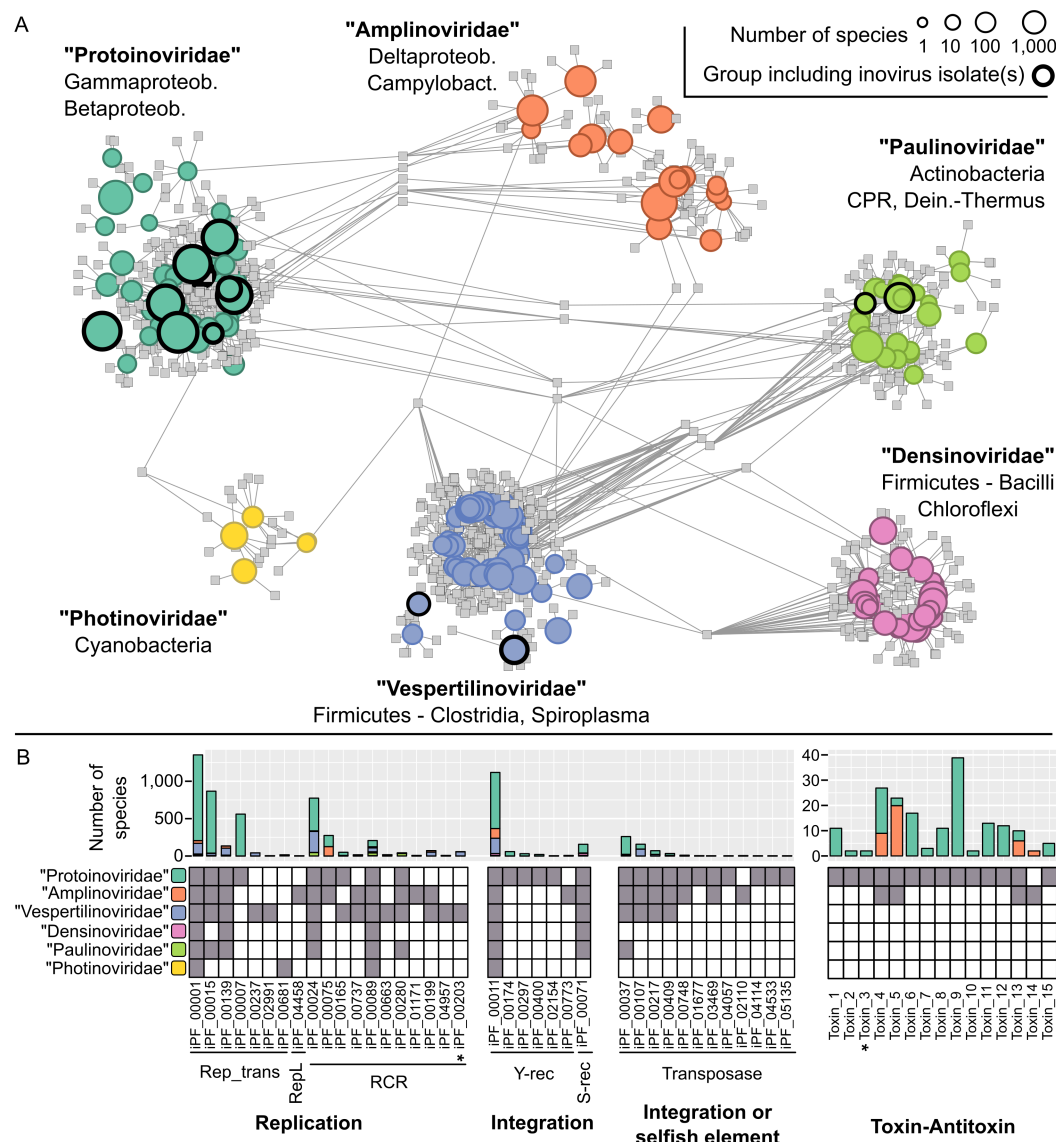 A
"Protoinoviridae"
Gammaproteob.
Betaproteob.
"Amplinoviridae"
Deltaproteob.
Campylobact.
Number of species
1 10 100 1,000
Group including inovirus isolate(s)
"Paulinoviridae"
Actinobacteria
CPR, Dein.-Thermus
"Densinoviridae"
Firmicutes - Bacilli
Chloroflexi
"Photinoviridae"
Cyanobacteria
"Vespertilinoviridae"
Firmicutes - Clostridia, Spiroplasma
B
Number of
species
1,000
500
0
40
30
20
10
0
"Protoinoviridae"
"Amplinoviridae"
"Vespertilinoviridae"
"Densinoviridae"
"Paulinoviridae"
"Photinoviridae"
iPF_00001
iPF_00015
iPF_00139
iPF_00007
iPF_00237
iPF_02991
iPF_00681
iPF_04458
iPF_00024
iPF_00075
iPF_00165
iPF_00737
iPF_00089
iPF_00663
iPF_00280
iPF_01171
iPF_00199
iPF_04957
* iPF_00203
iPF_00011
iPF_00174
iPF_00297
iPF_00400
iPF_02154
iPF_00773
iPF_00071
iPF_00037
iPF_00107
iPF_00217
iPF_00409
iPF_00748
iPF_01677
iPF_03469
iPF_04057
iPF_02110
iPF_04114
iPF_04533
iPF_05135
Toxin_1
Toxin_2
* Toxin_3
Toxin_4
Toxin_5
Toxin_6
Toxin_7
Toxin_8
Toxin_9
Toxin_10
Toxin_11
Toxin_12
Toxin_13
Toxin_14
Toxin_15
Rep_trans
RepL
RCR
Y-rec
S-rec
Transposase
Replication
Integration
Integration or
selfish element
Toxin-Antitoxin